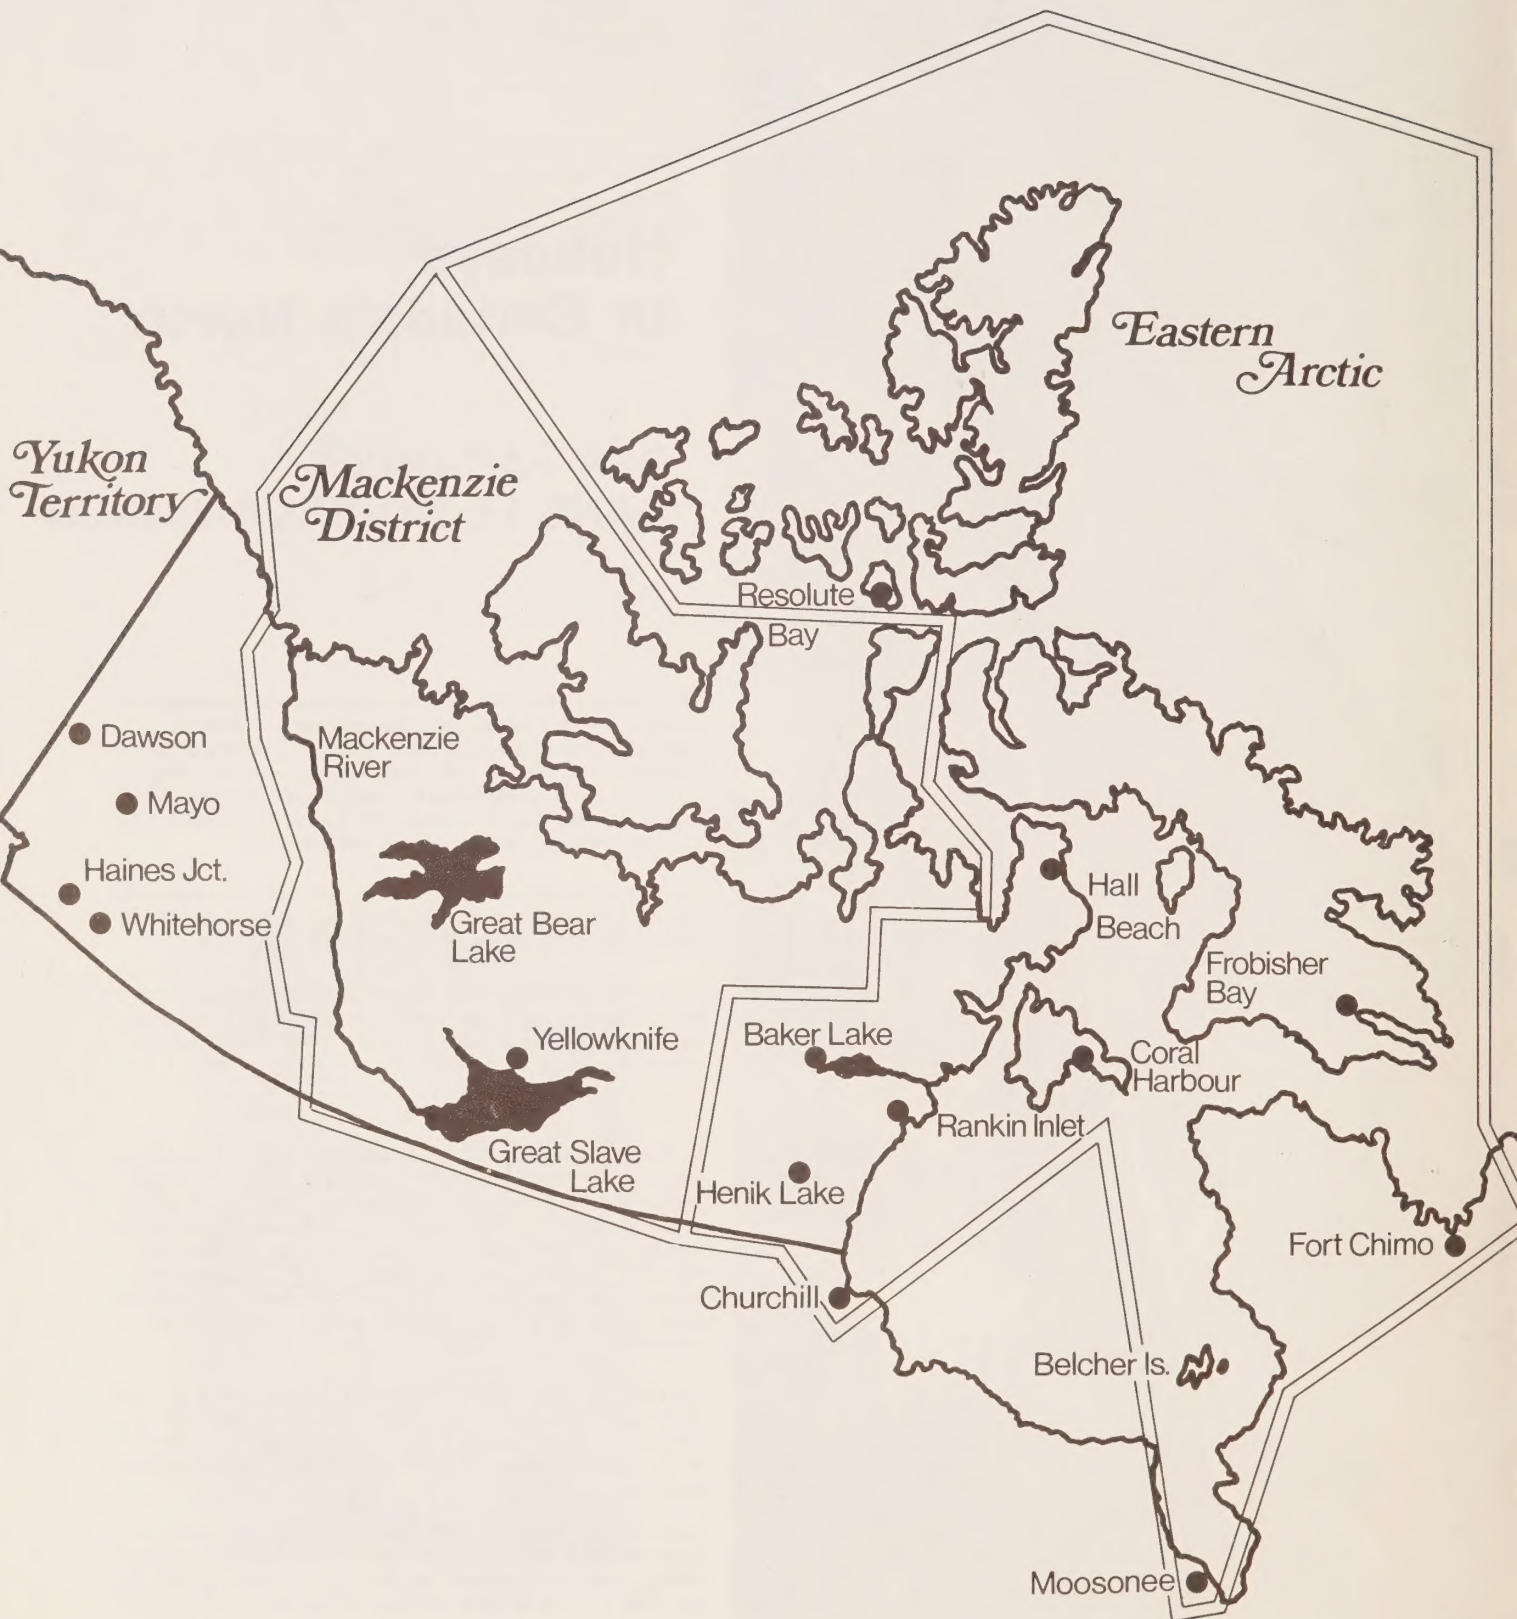 Eastern
Arctic
Yukon
Territory
Mackenzie
District
Resolute
Bay
Dawson
Mackenzie
River
Mayo
Haines Jct.
Whitehorse
Great Bear
Lake
Hall
Beach
Frobisher
Bay
Yellowknife
Baker Lake
Coral
Harbour
Rankin Inlet
Great Slave
Lake
Henik Lake
Fort Chimo
Churchill
Belcher Is.
Moosonee